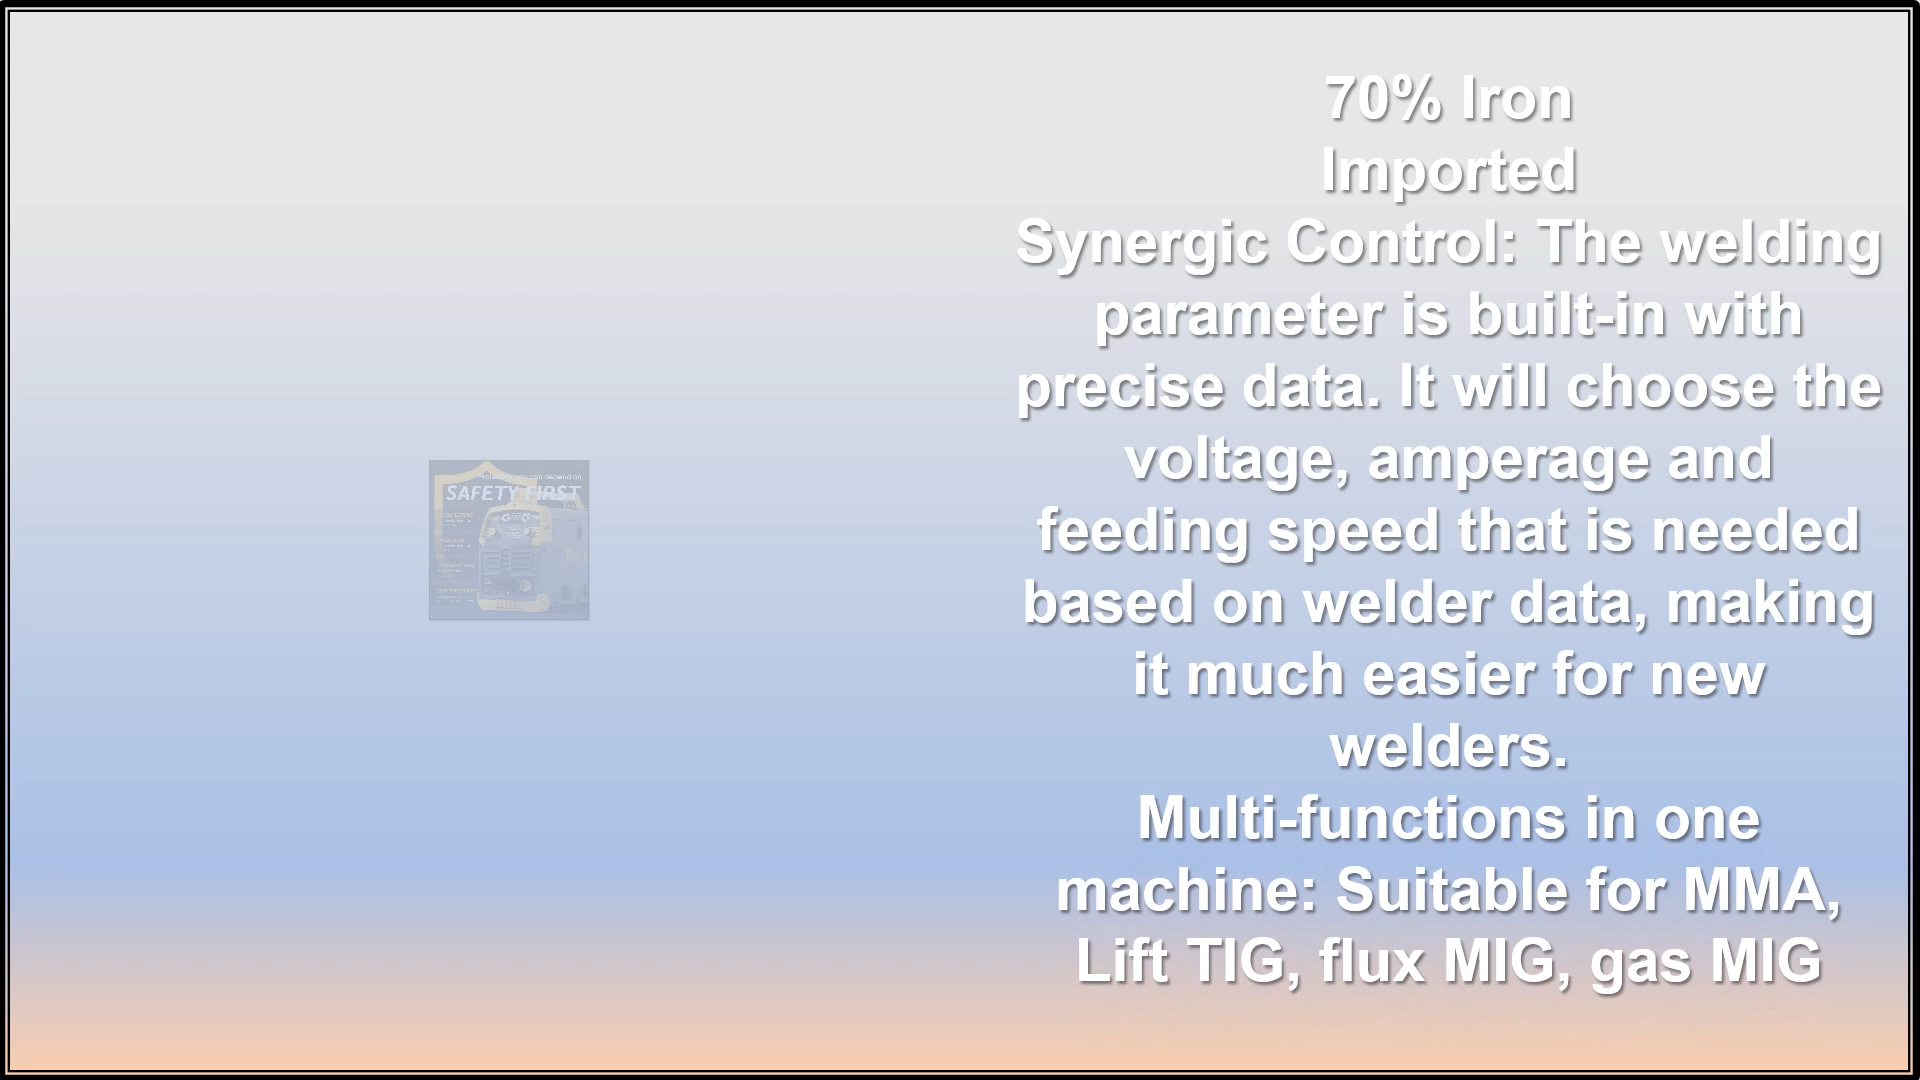 SAFETY FIRST
70% Iron
Imported
Synergic Control: The welding
parameter is built-in with
precise data. It will choose the
voltage, amperage and
feeding speed that is needed
based on welder data, making
it much easier for new
welders.
Multi-functions in one
machine: Suitable for MMA,
Lift TIG, flux MIG, gas MIG